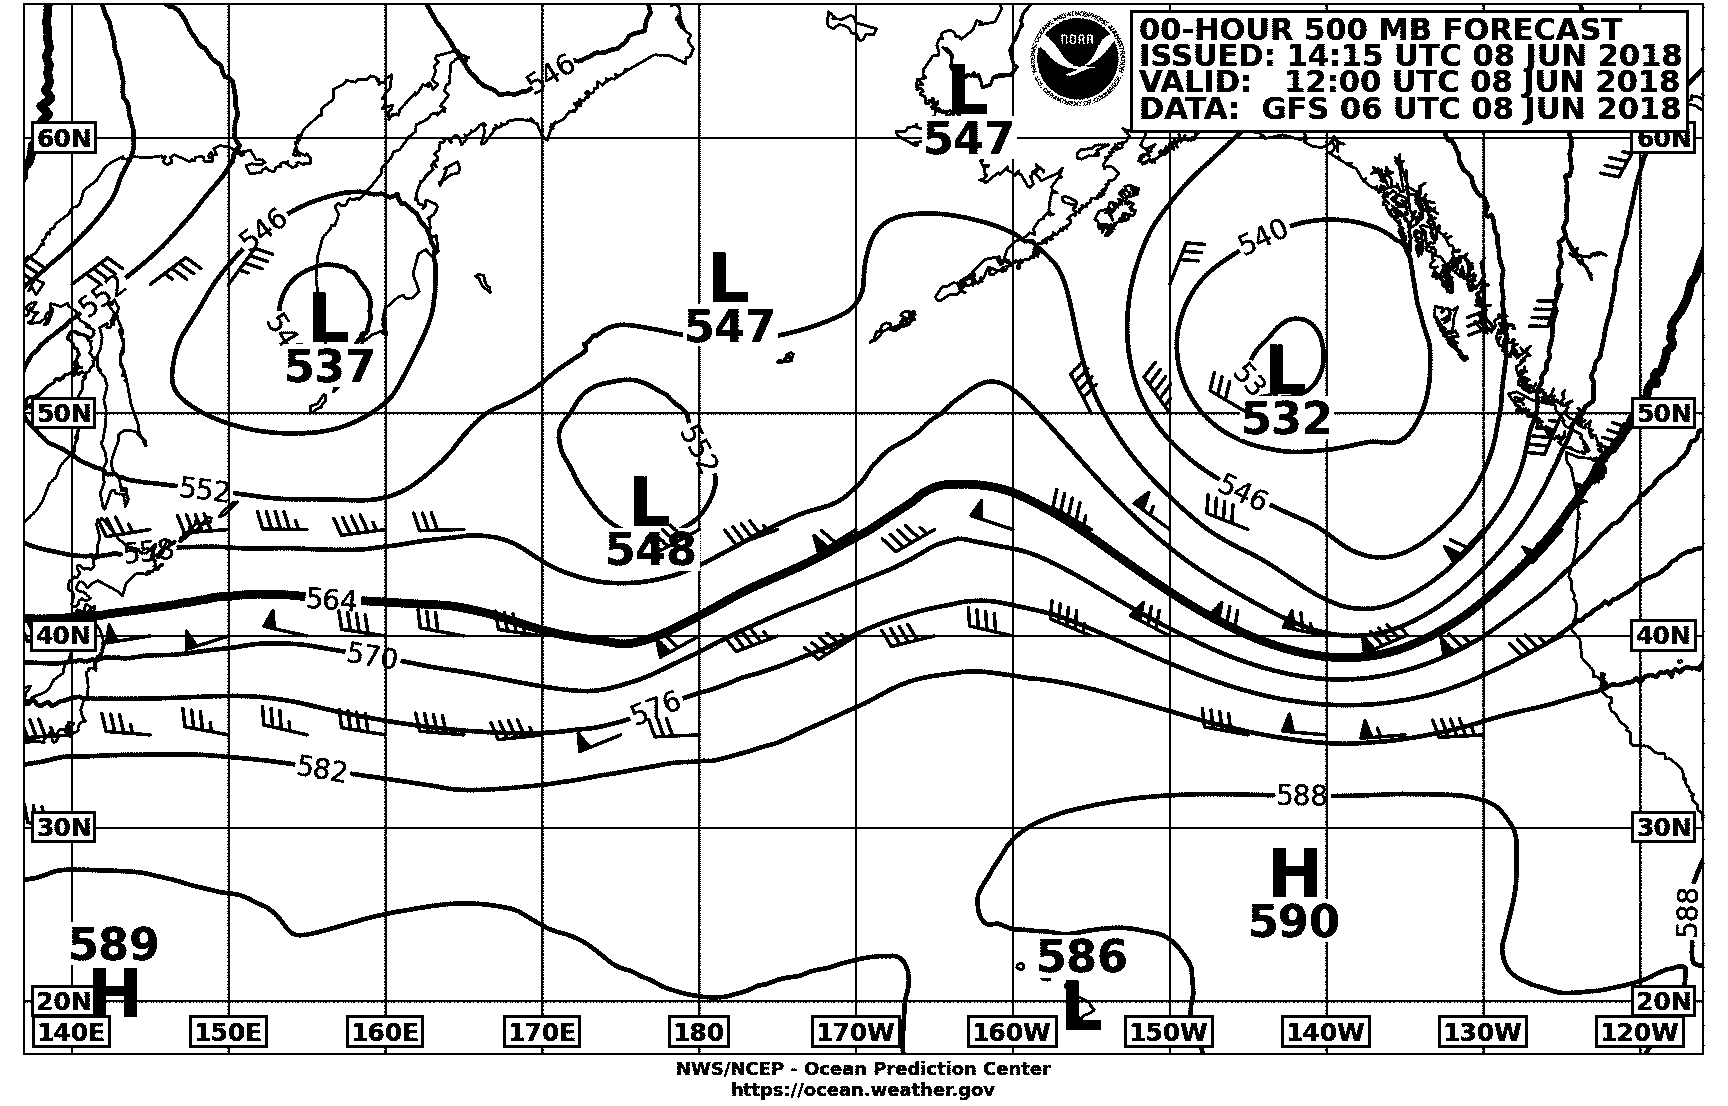 00-HOUR 500 MB FORECAST
ISSUED: 14:15 UTC 08 JUN 2018
VALID: 12:00 UTC 08 JUN 2018
DATA: GFS 06 UTC 08 JUN 2018
NOAA
546
L
547
60N
60N
546
540
552
L
547
L
537
L
532
50N
50N
552
546
552
L
548
558
564
40N
40N
570
576
582
588
30N
30N
H
590
588
589
H
586
L
20N
20N
140E
150E
160E
170E
180
170W
160W
150W
140W
130W
120W
NWS/NCEP - Ocean Prediction Center
https://ocean.weather.gov